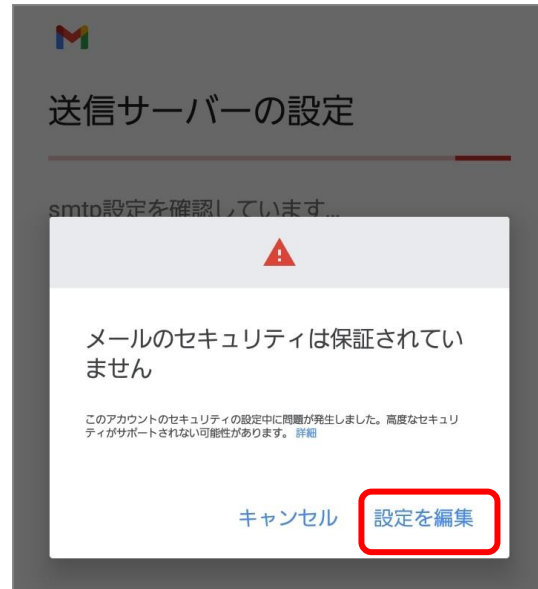 送信サーバーの設定
smtp設定を確認しています...
メールのセキュリティは保証されてい
ません
このアカウントのセキュリティの設定中に問題が発生しました。高度なセキュリ
ティがサポートされない可能性があります。 詳細
キャンセル 設定を編集